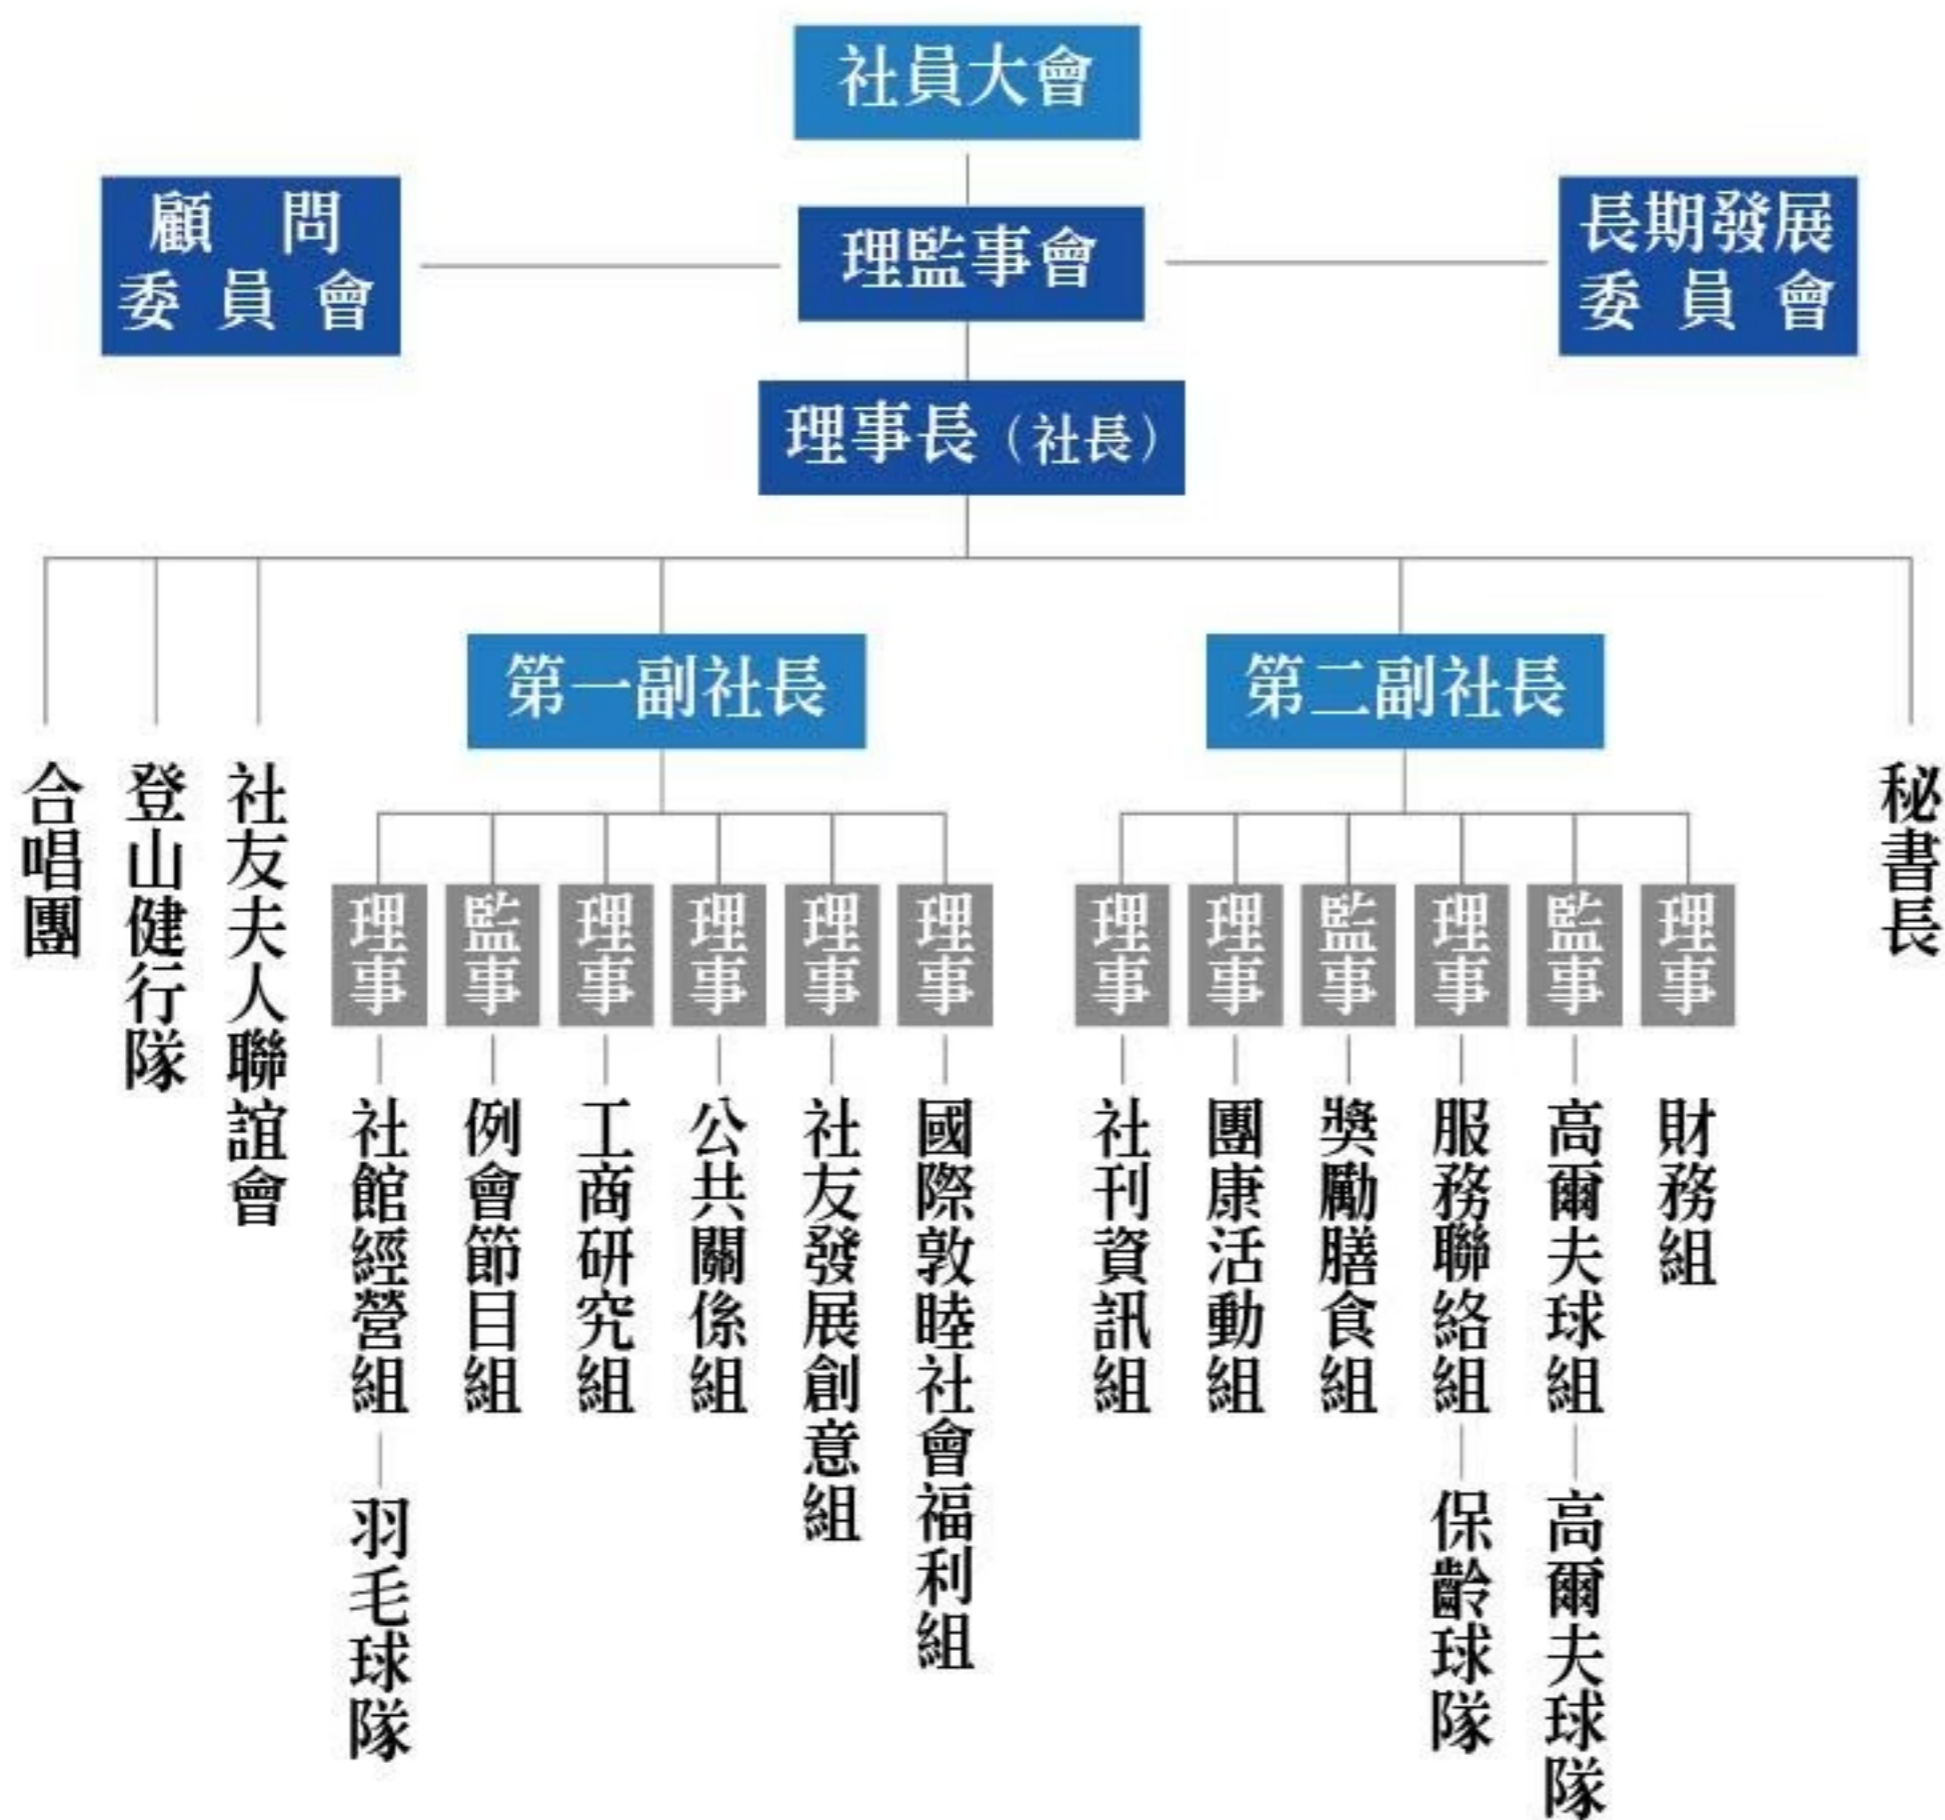 社員大會
顧問
委員會
理監事會
長期發展
委員會
理事長（社長）
第一副社長
第二副社長
合唱團
登山健行隊
社友夫人聯誼會
秘書長
理事
監事
理事
理事
理事
理事
理事
理事
監事
理事
監事
理事
社館經營組
例會節目組
工商研究組
公共關係組
社友發展創意組
國際敦睦社會福利組
社刊資訊組
團康活動組
獎勵膳食組
服務聯絡組
高爾夫球組
財務組
羽毛球隊
保齡球隊
高爾夫球隊